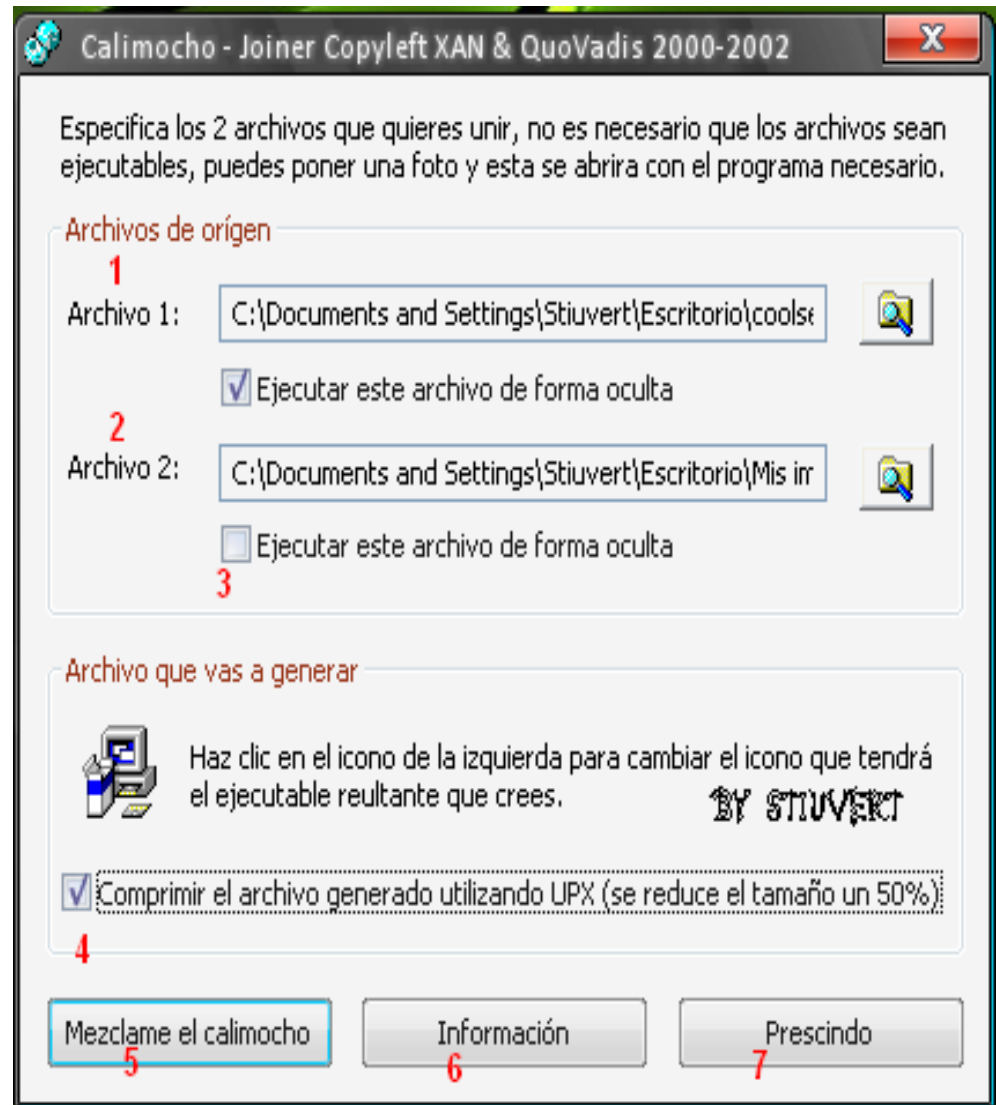 Calimocho - Joiner Copyleft XAN & QuoVadis 2000-2002
X
Especifica los 2 archivos que quieres unir, no es necesario que los archivos sean
ejecutables, puedes poner una foto y esta se abrira con el programa necesario.
Archivos de orígen
1
Archivo 1:
C:\Documents and Settings\Stiuvert\Escritorio\coolse
Ejecutar este archivo de forma oculta
2
Archivo 2:
C:\Documents and Settings\Stiuvert\Escritorio\Mis im
Ejecutar este archivo de forma oculta
3
Archivo que vas a generar
Haz clic en el icono de la izquierda para cambiar el icono que tendrá
el ejecutable reultante que crees.
BY STIUVERT
Comprimir el archivo generado utilizando UPX (se reduce el tamaño un 50%)
4
Mezclame el calimocho
Información
Prescindo
5
6
7